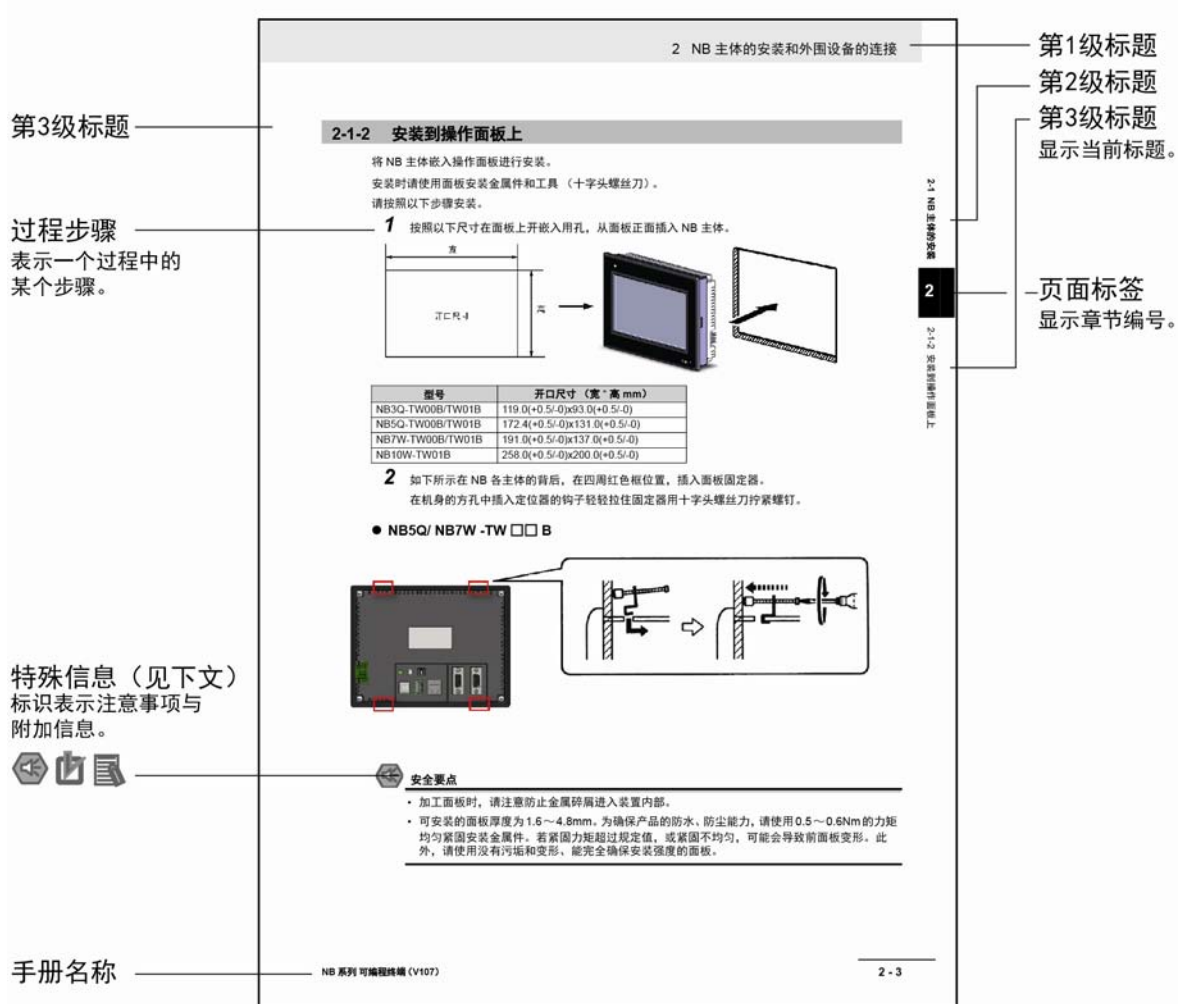 2 NB 主体的安装和外围设备的连接
第1级标题
第2级标题
第3级标题
显示当前标题。
第3级标题
2-1-2 安装到操作面板上
将 NB 主体嵌入操作面板进行安装。
安装时请使用面板安装金属件和工具 （十字头螺丝刀）。
请按照以下步骤安装。
2-1 NB 主体的安装
过程步骤
表示一个过程中的
某个步骤。
1 按照以下尺寸在面板上开嵌入用孔，从面板正面插入 NB 主体。
宽
高
2
页面标签
显示章节编号。
2-1-2 安装到操作面板上
型号 开口尺寸 （宽 * 高 mm）
NB3Q-TW00B/TW01B 119.0(+0.5/-0)x93.0(+0.5/-0)
NB5Q-TW00B/TW01B 172.4(+0.5/-0)x131.0(+0.5/-0)
NB7W-TW00B/TW01B 191.0(+0.5/-0)x137.0(+0.5/-0)
NB10W-TW01B 258.0(+0.5/-0)x200.0(+0.5/-0)
2 如下所示在 NB 各主体的背后，在四周红色框位置，插入面板固定器。
在机身的方孔中插入定位器的钩子轻轻拉住固定器用十字头螺丝刀拧紧螺钉。
● NB5Q/ NB7W -TW □□ B
特殊信息（见下文）
标识表示注意事项与
附加信息。
安全要点
• 加工面板时，请注意防止金属碎屑进入装置内部。
• 可安装的面板厚度为1.6～4.8mm。为确保产品的防水、防尘能力，请使用0.5～0.6Nm的力矩
均匀紧固安装金属件。若紧固力矩超过规定值，或紧固不均匀，可能会导致前面板变形。此
外，请使用没有污垢和变形、能完全确保安装强度的面板。
手册名称
NB 系列 可编程终端（V107）
2 - 3